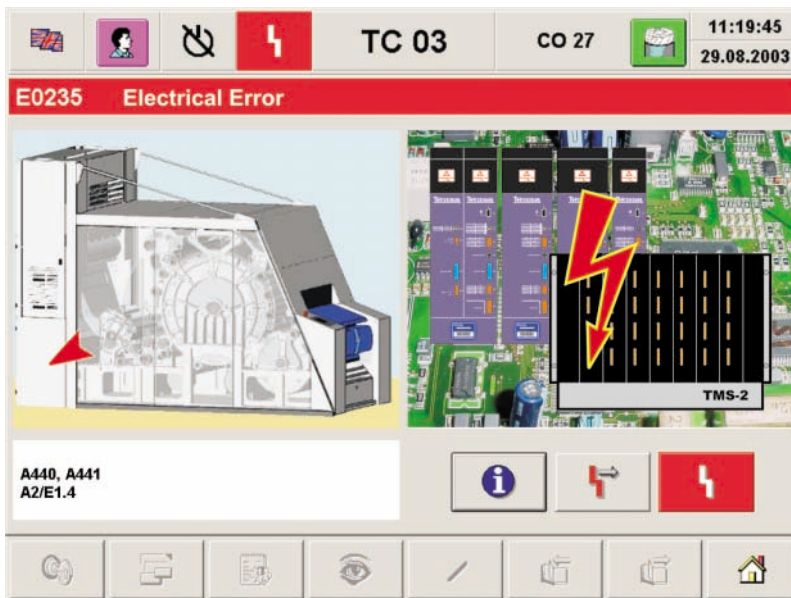 TC 03
CO 27
11:19:45
29.08.2003
E0235 Electrical Error
TMS-2
A440, A441
A2/E1.4
i